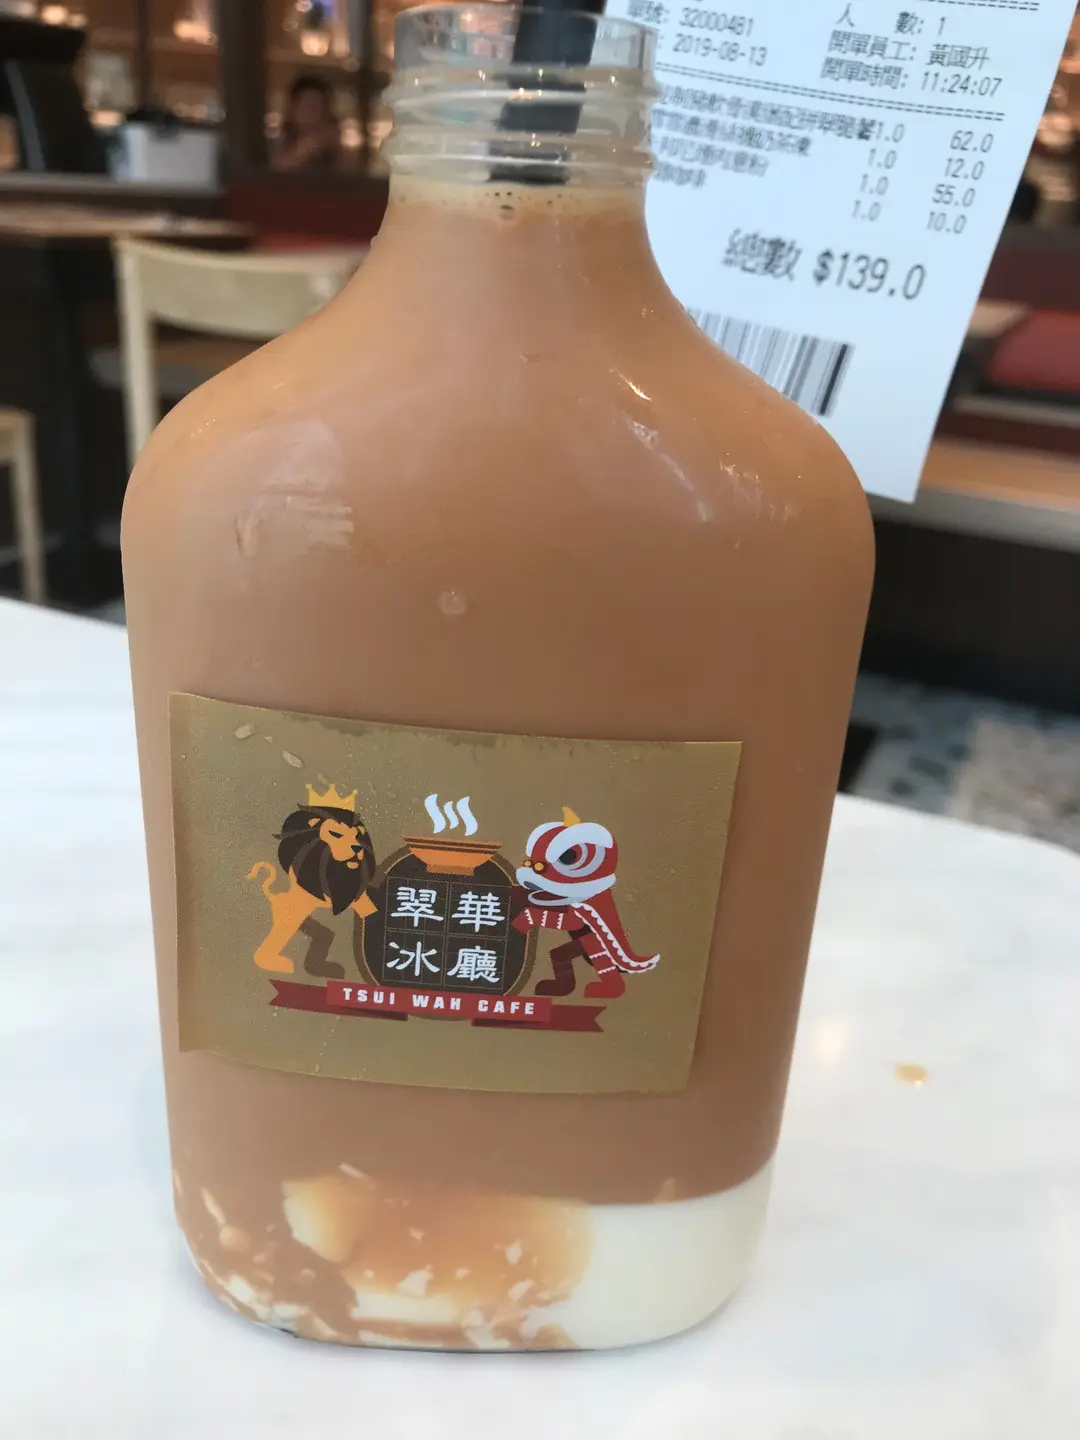 單號: 32000481
2019-08-13
人 數: 1
開單員工: 黃國升
開單時間: 11:24:07
1.0 62.0
1.0 12.0
1.0 55.0
1.0 10.0
總數 $139.0
翠華
冰廳
TSUI WAH CAFE